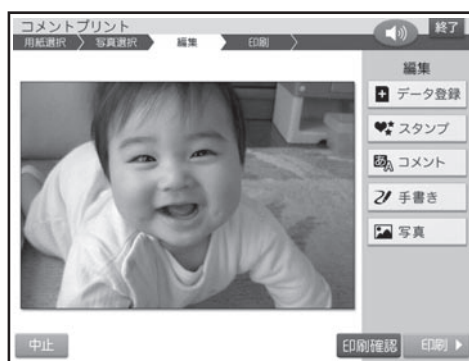 コメントプリント
終了
用紙選択 写真選択 編集 印刷
編集
データ登録
スタンプ
あA コメント
手書き
写真
中止
印刷確認 印刷